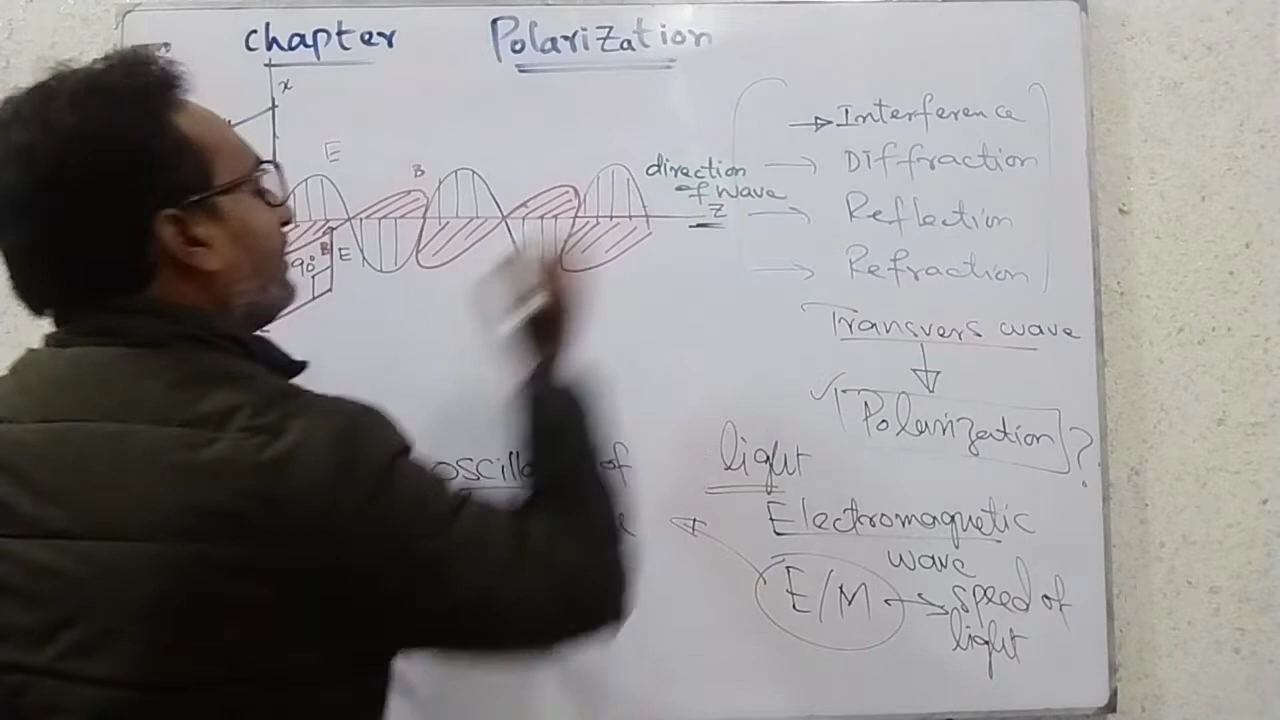 chapter Polarization
x
E
B
direction
of Wave
Z
90°
B
E
Interference
Diffraction
Reflection
Refraction
Transvers wave
Polarization ?
of
light
Electromagnetic
wave
E/M → speed of
light